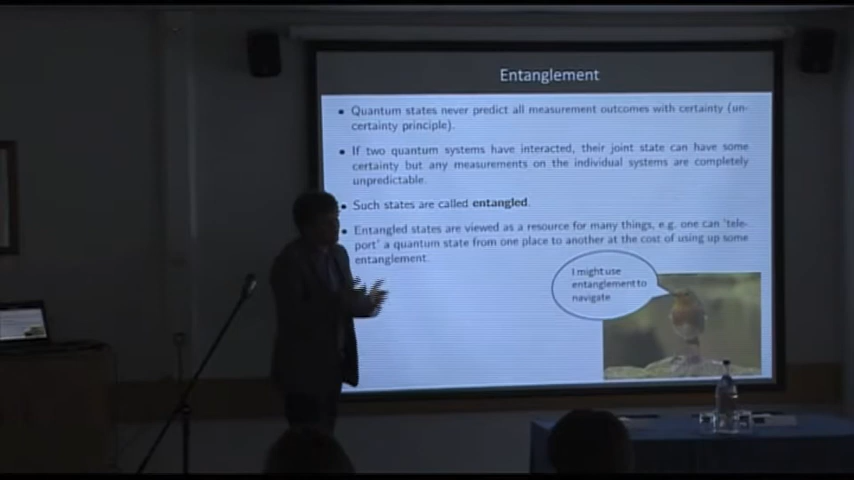 Entanglement
Quantum states never predict all measurement outcomes with certainty (un-
certainty principle).
If two quantum systems have interacted, their joint state can have some
certainty but any measurements on the individual systems are completely
unpredictable.
Such states are called entangled.
Entangled states are viewed as a resource for many things, e.g. one can 'tele-
port' a quantum state from one place to another at the cost of using up some
entanglement.
I might use
entanglement to
navigate